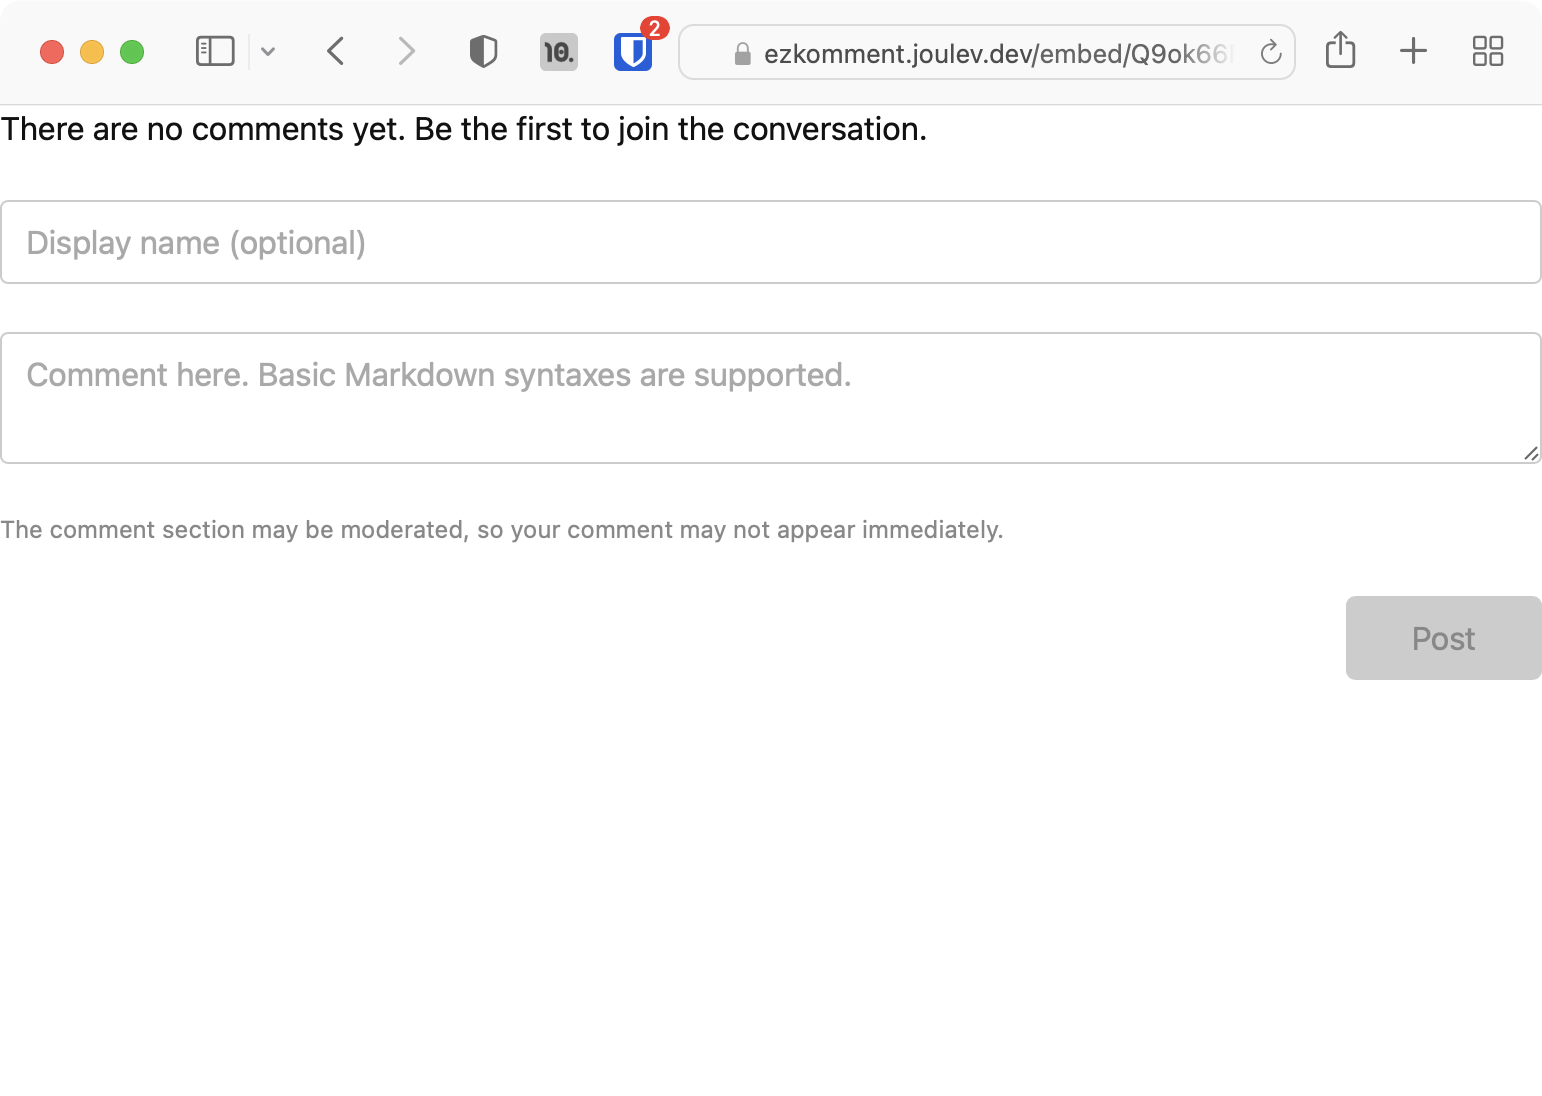 10.
2
ezkomment.joulev.dev/embed/Q9ok66
There are no comments yet. Be the first to join the conversation.
Display name (optional)
Comment here. Basic Markdown syntaxes are supported.
The comment section may be moderated, so your comment may not appear immediately.
Post